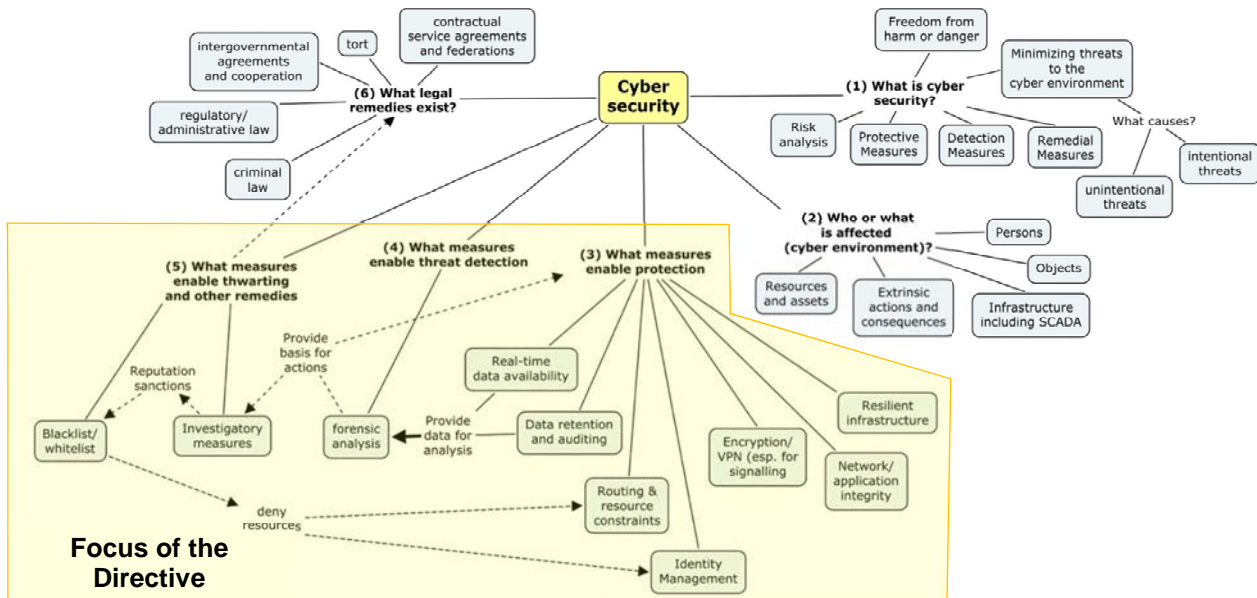 Cyber
security
(6) What legal
remedies exist?
contractual
service agreements
and federations
tort
intergovernmental
agreements
and cooperation
regulatory/
administrative law
criminal
law
(1) What is cyber
security?
Freedom from
harm or danger
Minimizing threats
to the
cyber environment
What causes?
intentional
threats
unintentional
threats
Risk
analysis
Protective
Measures
Detection
Measures
Remedial
Measures
(2) Who or what
is affected
(cyber environment)?
Persons
Objects
Infrastructure
including SCADA
Extrinsic
actions and
consequences
Resources
and assets
(3) What measures
enable protection
(4) What measures
enable threat detection
(5) What measures
enable thwarting
and other remedies
Provide
basis for
actions
Reputation
sanctions
Blacklist/
whitelist
Investigatory
measures
forensic
analysis
Provide
data for
analysis
Real-time
data availability
Data retention
and auditing
Encryption/
VPN (esp. for
signalling
Network/
application
integrity
Resilient
infrastructure
Routing &
resource
constraints
Identity
Management
deny
resources
Focus of the
Directive